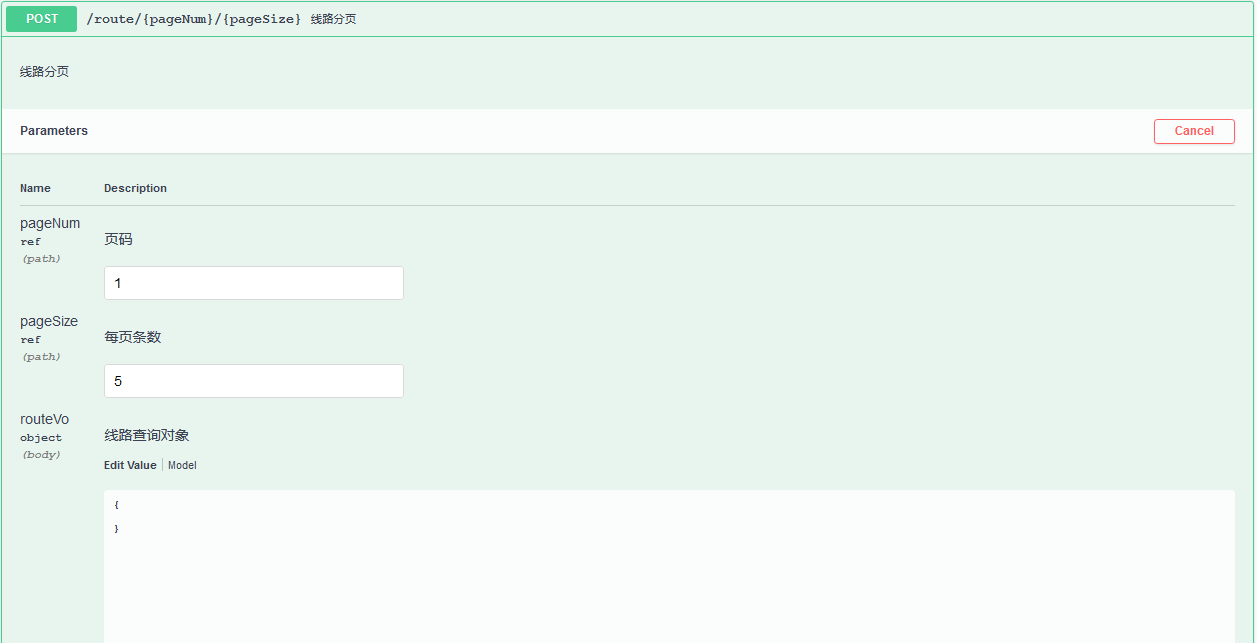 POST /route/{pageNum}/{pageSize} 线路分页
线路分页
Parameters
Cancel
Name Description
pageNum
ref
(path)
页码
1
pageSize
ref
(path)
每页条数
5
routeVo
object
(body)
线路查询对象
Edit Value Model
{
}